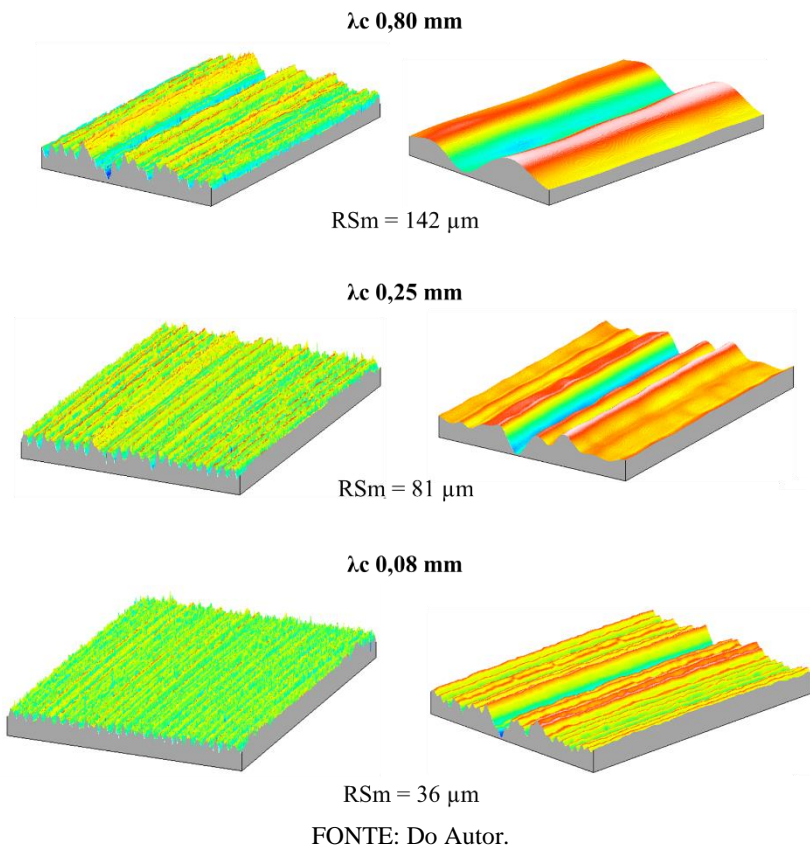 λc 0,80 mm
RSm = 142 µm
λc 0,25 mm
RSm = 81 µm
λc 0,08 mm
RSm = 36 µm
FONTE: Do Autor.